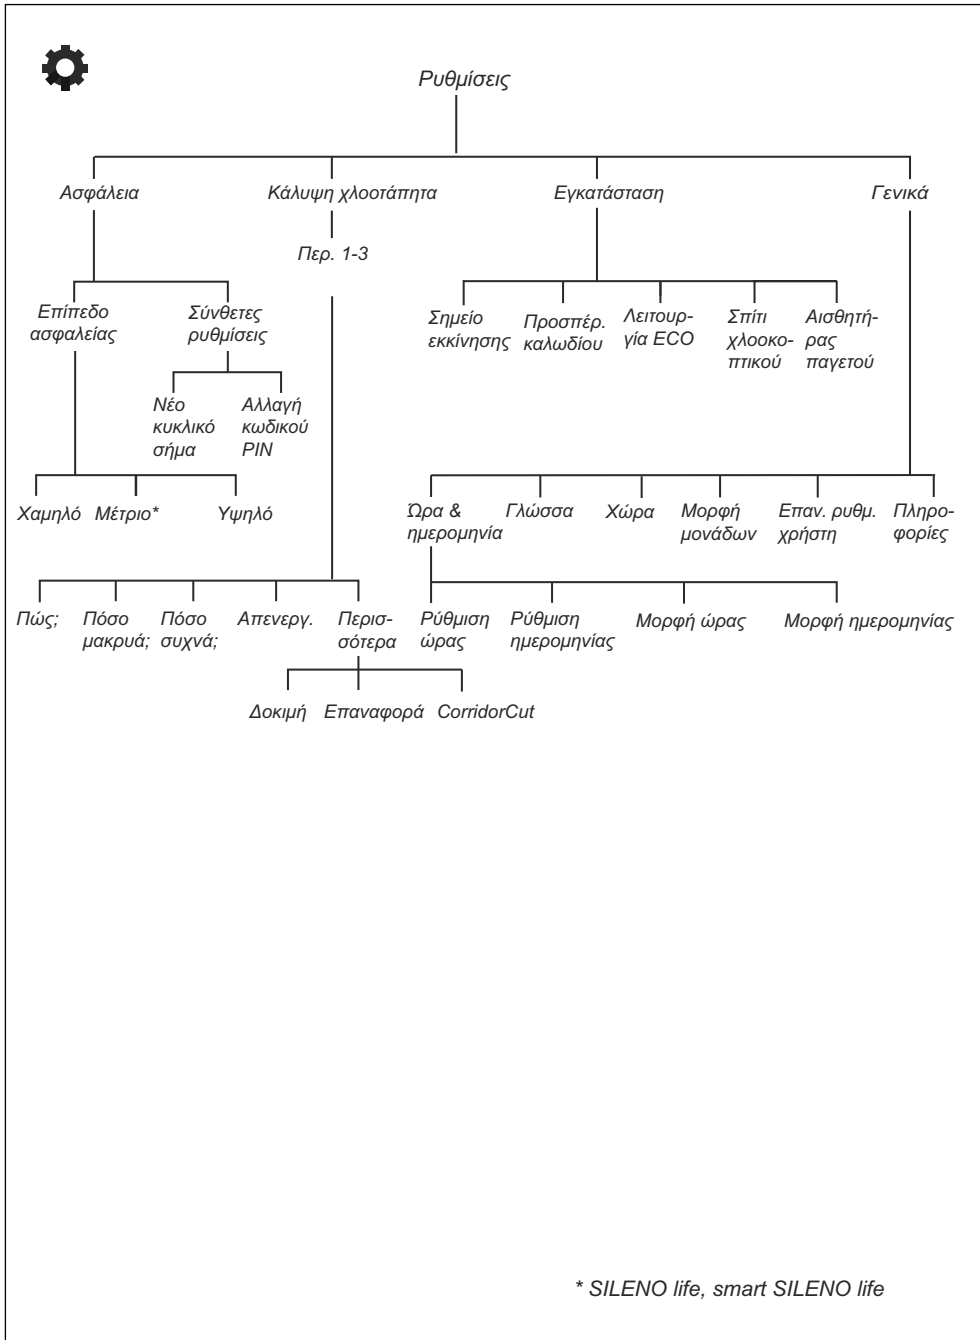 Ρυθμίσεις
Ασφάλεια
Κάλυψη χλοοτάπητα
Εγκατάσταση
Γενικά
Περ. 1-3
Επίπεδο
ασφαλείας
Σύνθετες
ρυθμίσεις
Σημείο
εκκίνησης
Προσπέρ.
καλωδίου
Λειτουρ-
γία ECO
Σπίτι
χλοοκο-
πτικού
Αισθητή-
ρας
παγετού
Νέο
κυκλικό
σήμα
Αλλαγή
κωδικού
PIN
Χαμηλό
Μέτριο*
Υψηλό
Ώρα &
ημερομηνία
Γλώσσα
Χώρα
Μορφή
μονάδων
Επαν. ρυθμ.
χρήστη
Πληρο-
φορίες
Πώς;
Πόσο
μακρυά;
Πόσο
συχνά;
Απενεργ.
Περισ-
σότερα
Ρύθμιση
ώρας
Ρύθμιση
ημερομηνίας
Μορφή ώρας
Μορφή ημερομηνίας
Δοκιμή
Επαναφορά
CorridorCut
* SILENO life, smart SILENO life